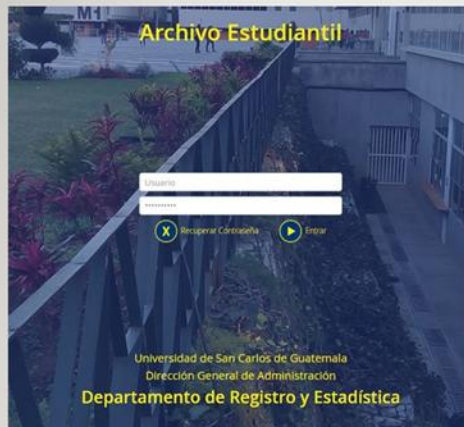 M1
Archivo Estudiantil
Usuario
**********
X Recuperar Contraseña
Entrar
Universidad de San Carlos de Guatemala
Dirección General de Administración
Departamento de Registro y Estadística